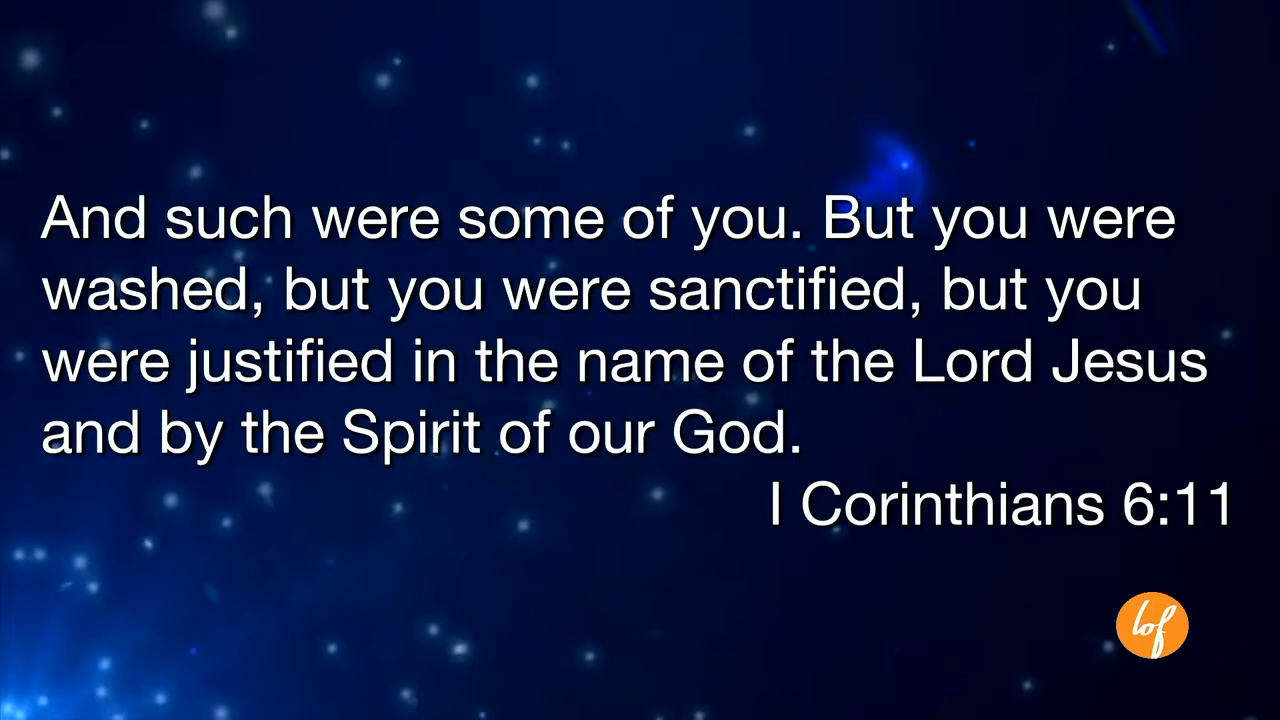 And such were some of you. But you were
washed, but you were sanctified, but you
were justified in the name of the Lord Jesus
and by the Spirit of our God.
I Corinthians 6:11
lof